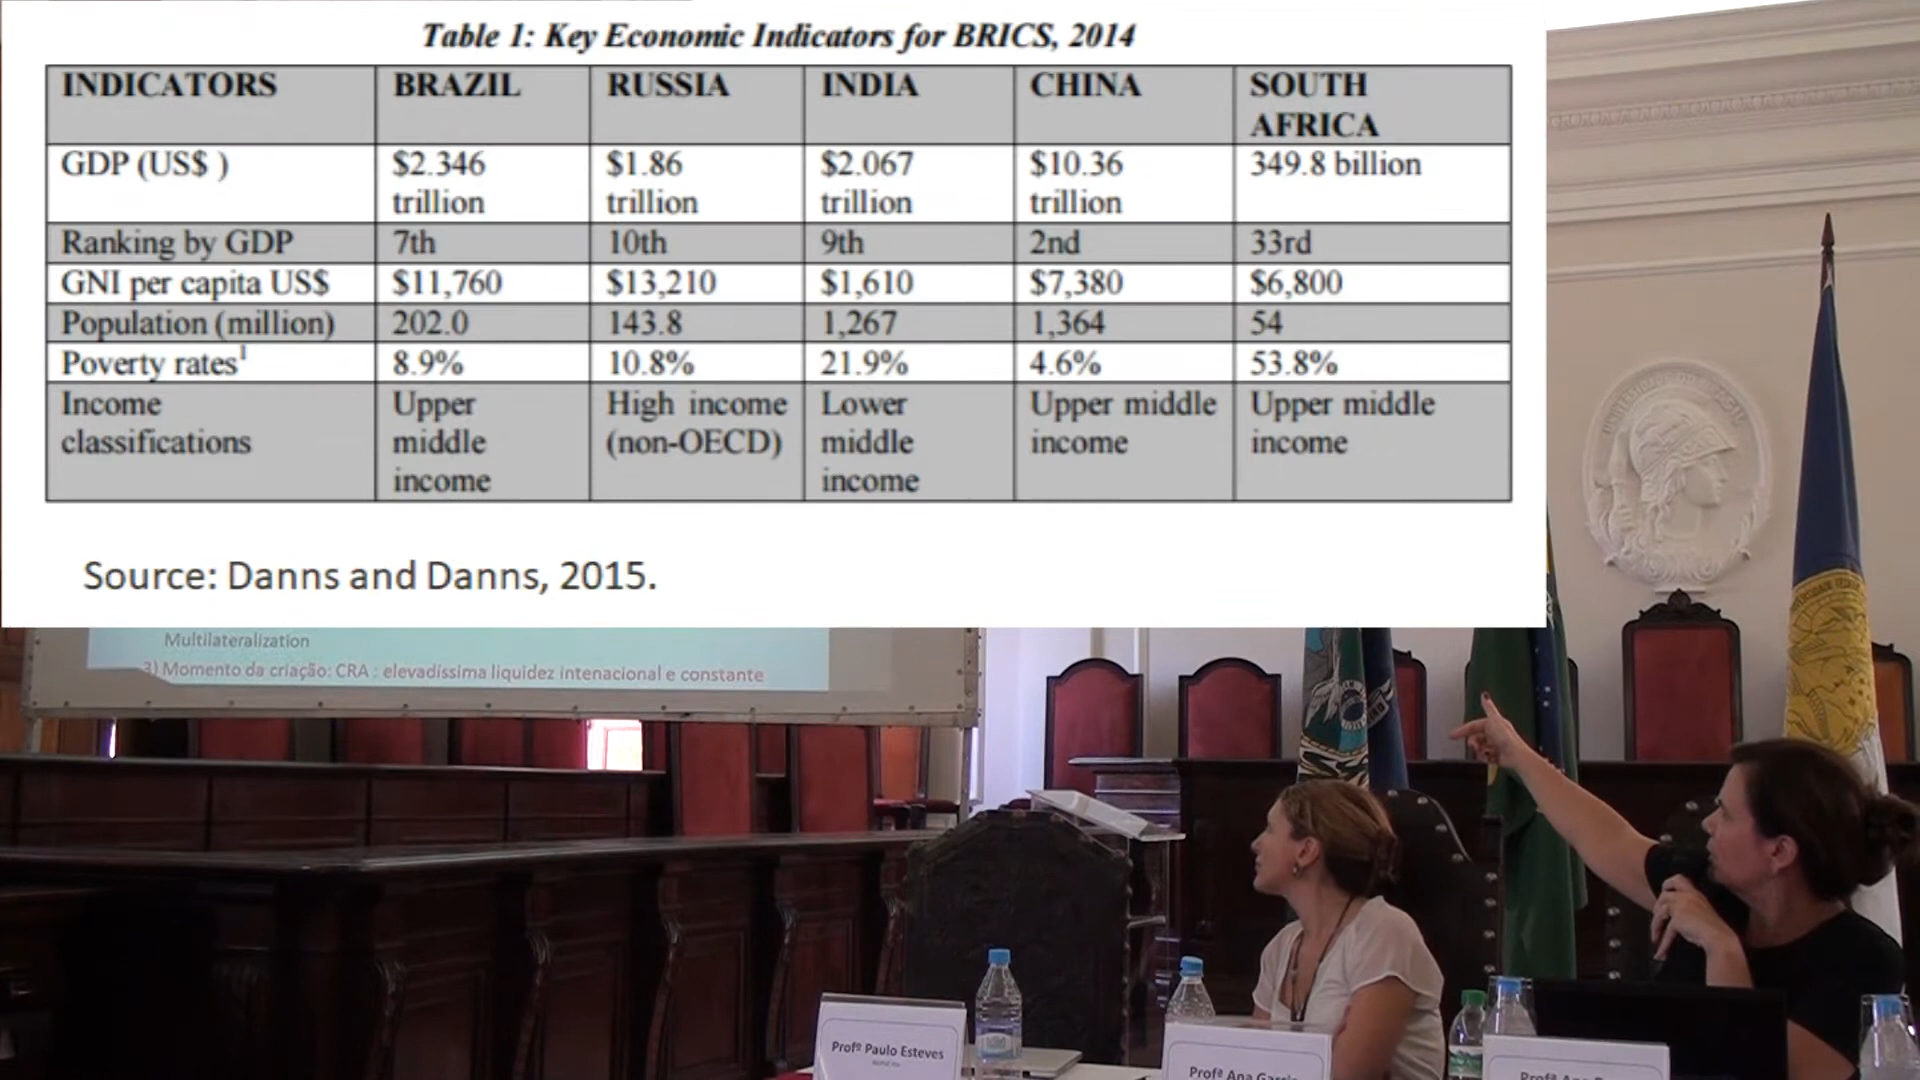 Table 1: Key Economic Indicators for BRICS, 2014
INDICATORS BRAZIL RUSSIA INDIA CHINA SOUTH AFRICA
GDP (US$ ) $2.346 trillion $1.86 trillion $2.067 trillion $10.36 trillion 349.8 billion
Ranking by GDP 7th 10th 9th 2nd 33rd
GNI per capita US$ $11,760 $13,210 $1,610 $7,380 $6,800
Population (million) 202.0 143.8 1,267 1,364 54
Poverty rates¹ 8.9% 10.8% 21.9% 4.6% 53.8%
Income classifications Upper middle income High income (non-OECD) Lower middle income Upper middle income Upper middle income
Source: Danns and Danns, 2015.
Multilateralization
3) Momento da criação: CRA : elevadíssima liquidez intenacional e constante
Profº Paulo Esteves
Profª Ana Garcia
Profª Ana